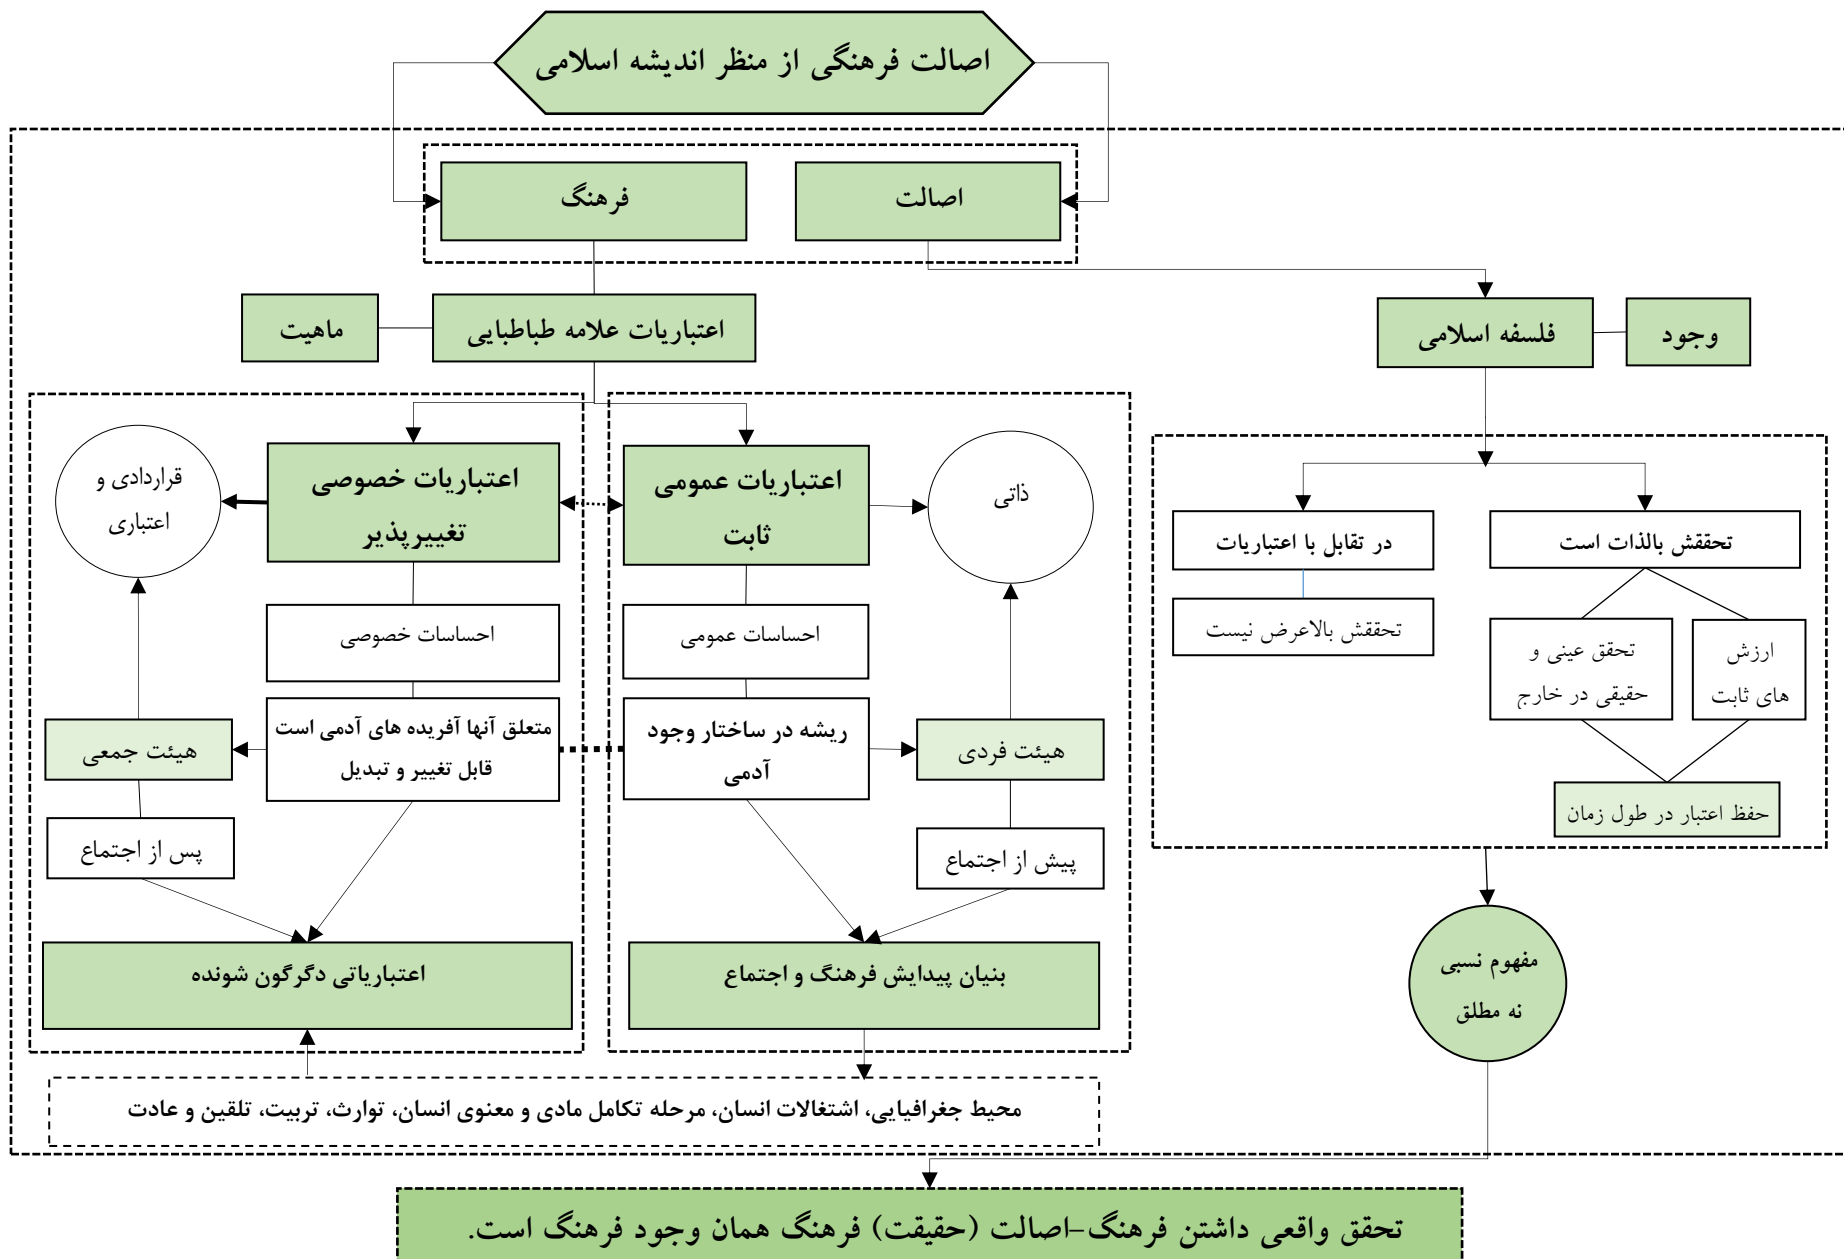 اصالت فرهنگی از منظر اندیشه اسلامی
اصالت
فرهنگ
وجود
فلسفه اسلامی
اعتباریات علامه طباطبایی
ماهیت
تحققش بالذات است
در تقابل با اعتباریات
تحققش بالاعرض نیست
ارزش
های ثابت
تحقق عینی و
حقیقی در خارج
حفظ اعتبار در طول زمان
مفهوم نسبی
نه مطلق
ذاتی
اعتباریات عمومی
ثابت
اعتباریات خصوصی
تغییرپذیر
قراردادی و
اعتباری
احساسات عمومی
احساسات خصوصی
هیئت فردی
ریشه در ساختار وجود
آدمی
متعلق آنها آفریده های آدمی است
قابل تغییر و تبدیل
هیئت جمعی
پیش از اجتماع
پس از اجتماع
بنیان پیدایش فرهنگ و اجتماع
اعتباریاتی دگرگون شونده
محیط جغرافیایی، اشتغالات انسان، مرحله تکامل مادی و معنوی انسان، توارث، تربیت، تلقین و عادت
تحقق واقعی داشتن فرهنگ-اصالت (حقیقت) فرهنگ همان وجود فرهنگ است.